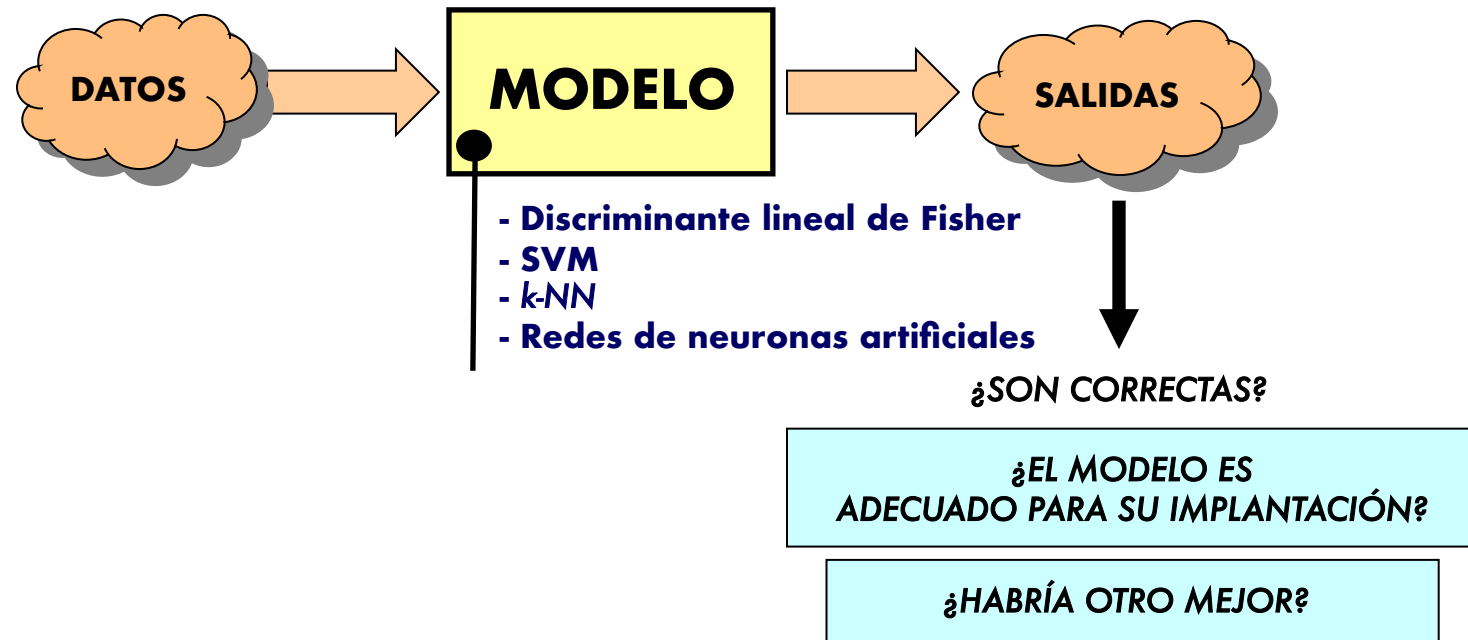 DATOS
MODELO
SALIDAS
- Discriminante lineal de Fisher
- SVM
- k-NN
- Redes de neuronas artificiales
¿SON CORRECTAS?
¿EL MODELO ES
ADECUADO PARA SU IMPLANTACIÓN?
¿HABRÍA OTRO MEJOR?